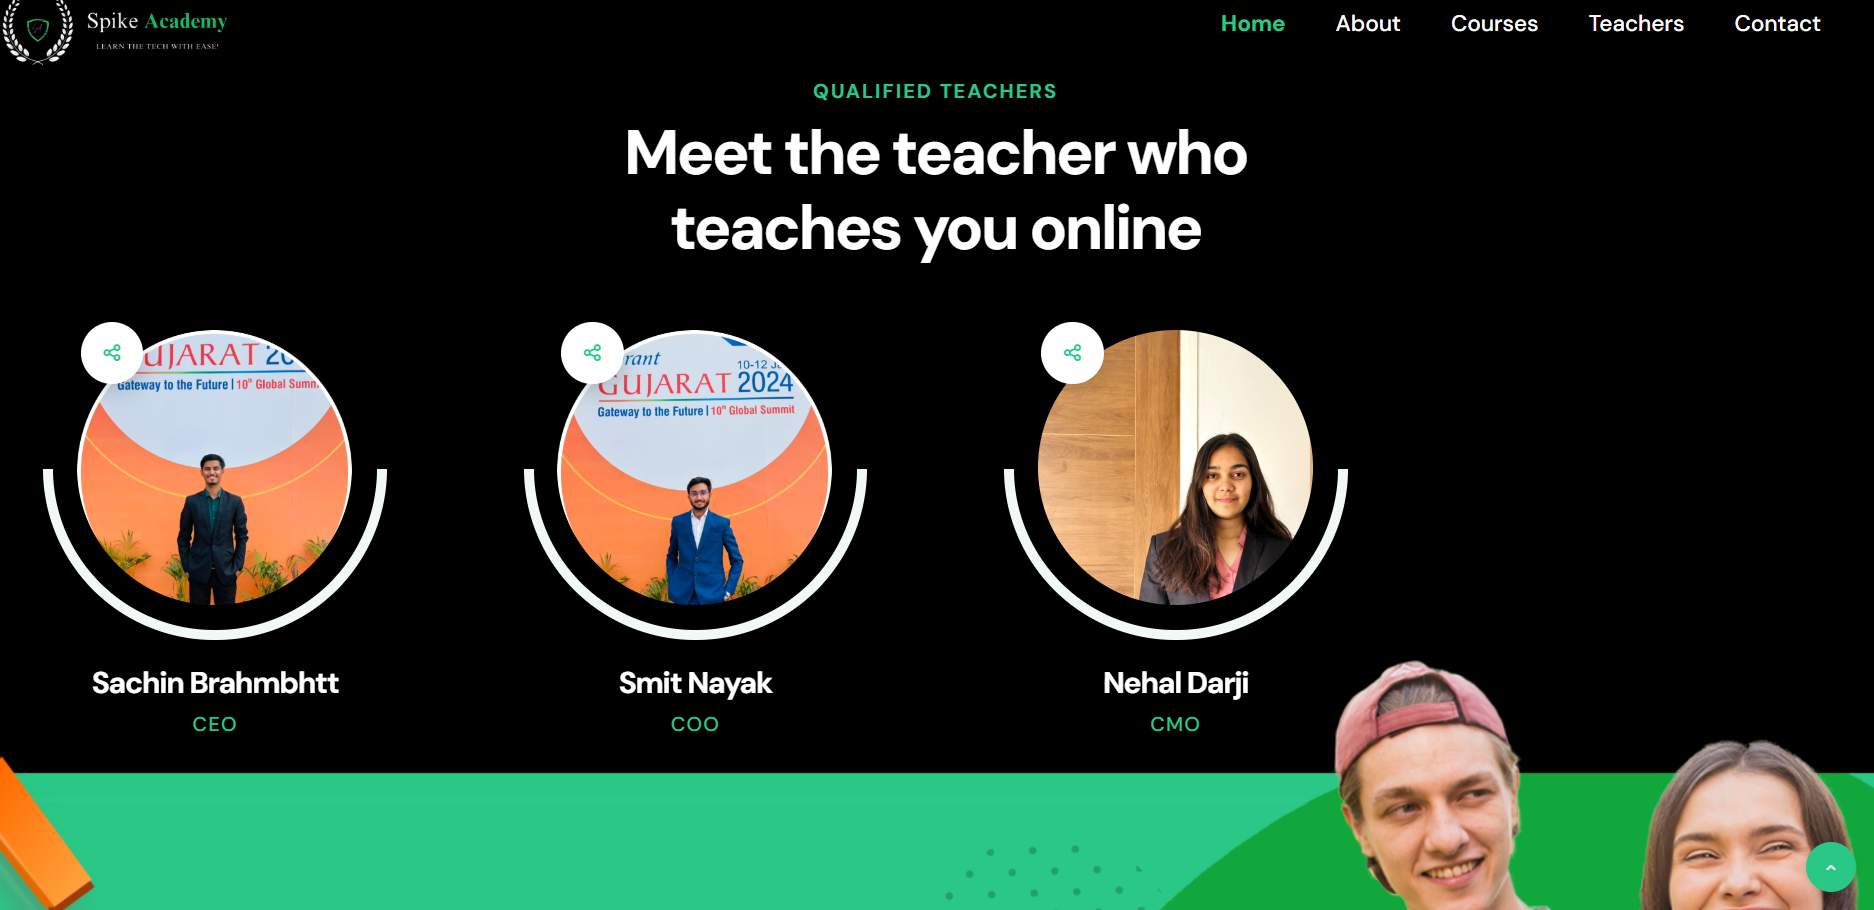 Spike Academy
LEARN THE TECH WITH EASE!
Home About Courses Teachers Contact
QUALIFIED TEACHERS
Meet the teacher who
teaches you online
UJARAT 20
Gateway to the Future | 10th Global Summ
rant
10-12 Ja
GUJARAT 2024
Gateway to the Future | 10th Global Summit
Sachin Brahmbhtt
CEO
Smit Nayak
COO
Nehal Darji
CMO